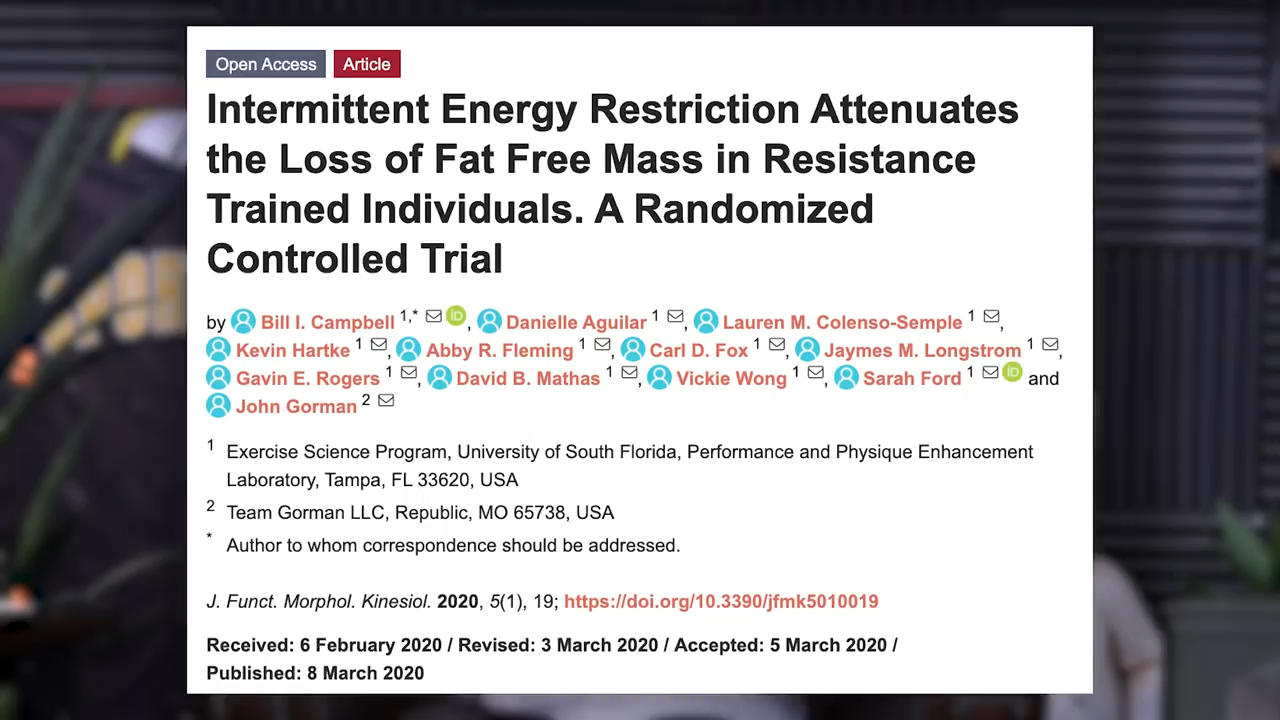 Open Access Article
Intermittent Energy Restriction Attenuates
the Loss of Fat Free Mass in Resistance
Trained Individuals. A Randomized
Controlled Trial
by Bill I. Campbell 1,* iD, Danielle Aguilar 1, Lauren M. Colenso-Semple 1,
Kevin Hartke 1, Abby R. Fleming 1, Carl D. Fox 1, Jaymes M. Longstrom 1,
Gavin E. Rogers 1, David B. Mathas 1, Vickie Wong 1, Sarah Ford 1 iD and
John Gorman 2
1 Exercise Science Program, University of South Florida, Performance and Physique Enhancement
Laboratory, Tampa, FL 33620, USA
2 Team Gorman LLC, Republic, MO 65738, USA
* Author to whom correspondence should be addressed.
J. Funct. Morphol. Kinesiol. 2020, 5(1), 19; https://doi.org/10.3390/jfmk5010019
Received: 6 February 2020 / Revised: 3 March 2020 / Accepted: 5 March 2020 /
Published: 8 March 2020